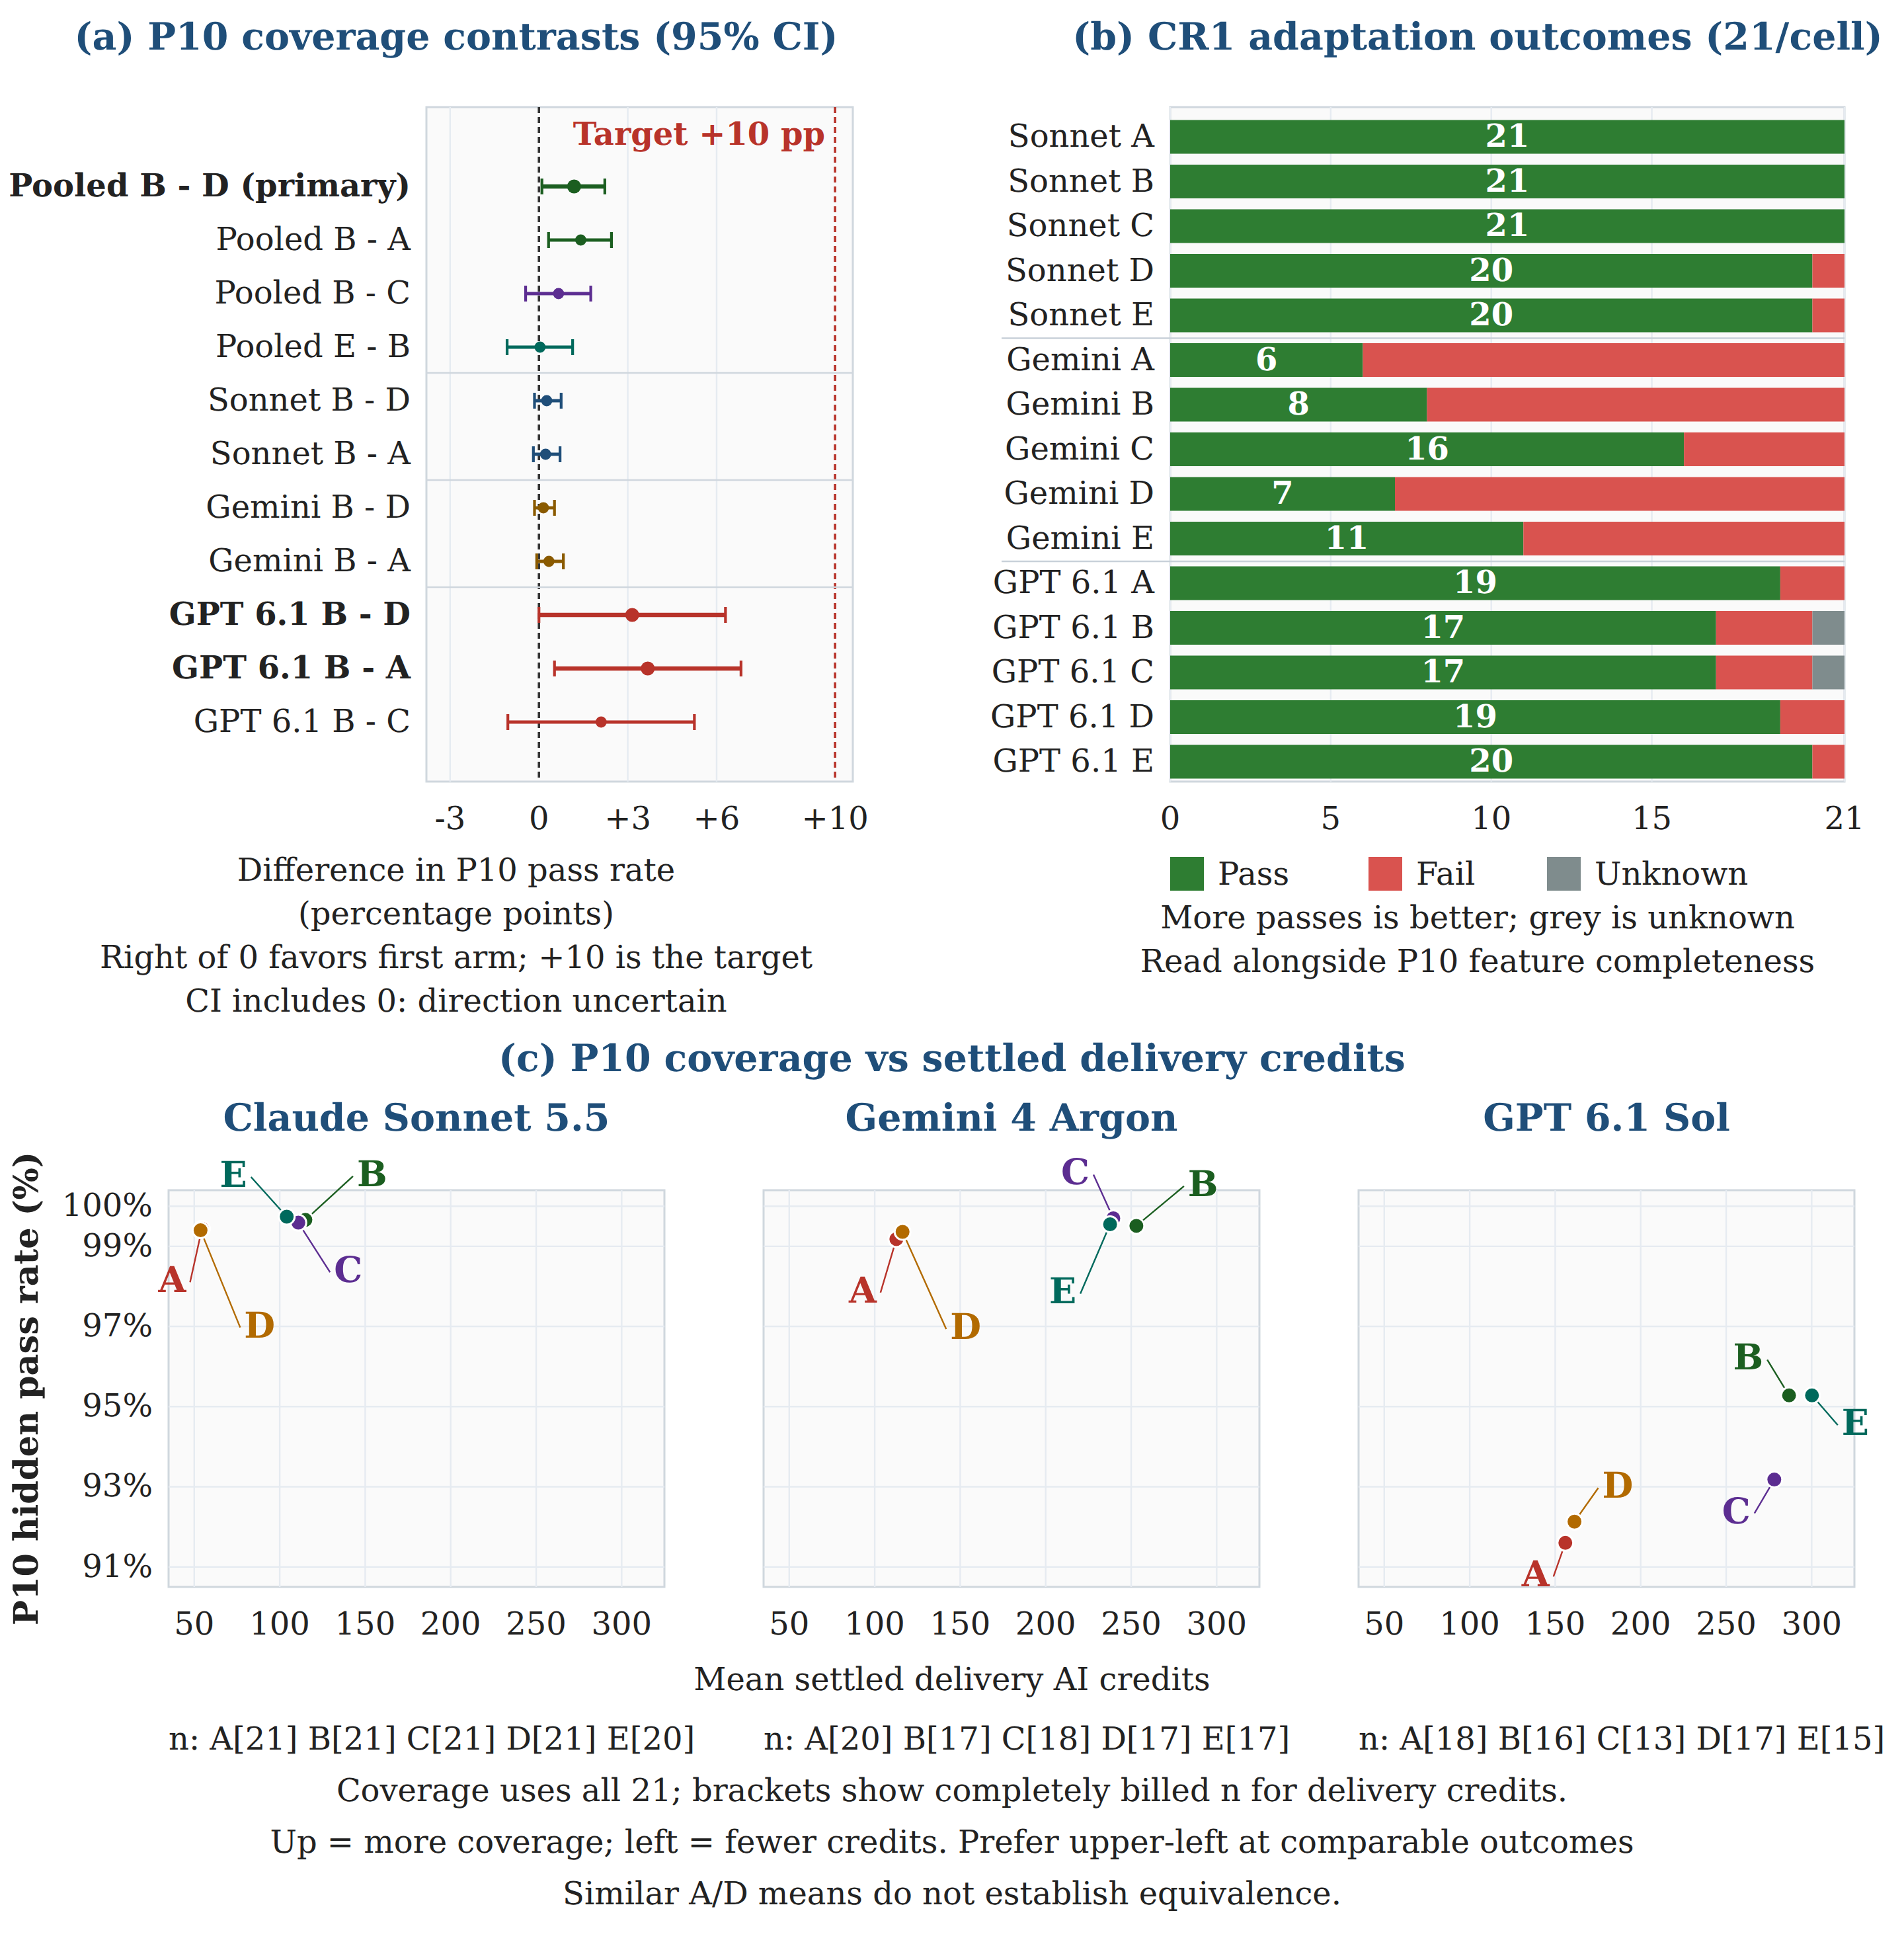 (a) P10 coverage contrasts (95% CI)
Target +10 pp
Pooled B - D (primary)
Pooled B - A
Pooled B - C
Pooled E - B
Sonnet B - D
Sonnet B - A
Gemini B - D
Gemini B - A
GPT 6.1 B - D
GPT 6.1 B - A
GPT 6.1 B - C
-3 0 +3 +6 +10
Difference in P10 pass rate
(percentage points)
Right of 0 favors first arm; +10 is the target
CI includes 0: direction uncertain
(b) CR1 adaptation outcomes (21/cell)
Sonnet A 21
Sonnet B 21
Sonnet C 21
Sonnet D 20
Sonnet E 20
Gemini A 6
Gemini B 8
Gemini C 16
Gemini D 7
Gemini E 11
GPT 6.1 A 19
GPT 6.1 B 17
GPT 6.1 C 17
GPT 6.1 D 19
GPT 6.1 E 20
0 5 10 15 21
Pass Fail Unknown
More passes is better; grey is unknown
Read alongside P10 feature completeness
(c) P10 coverage vs settled delivery credits
P10 hidden pass rate (%)
Claude Sonnet 5.5
100%
99%
97%
95%
93%
91%
E B
C
A
D
50 100 150 200 250 300
Gemini 4 Argon
C B
A E
D
50 100 150 200 250 300
GPT 6.1 Sol
B
E
D
C
A
50 100 150 200 250 300
Mean settled delivery AI credits
n: A[21] B[21] C[21] D[21] E[20]
n: A[20] B[17] C[18] D[17] E[17]
n: A[18] B[16] C[13] D[17] E[15]
Coverage uses all 21; brackets show completely billed n for delivery credits.
Up = more coverage; left = fewer credits. Prefer upper-left at comparable outcomes
Similar A/D means do not establish equivalence.